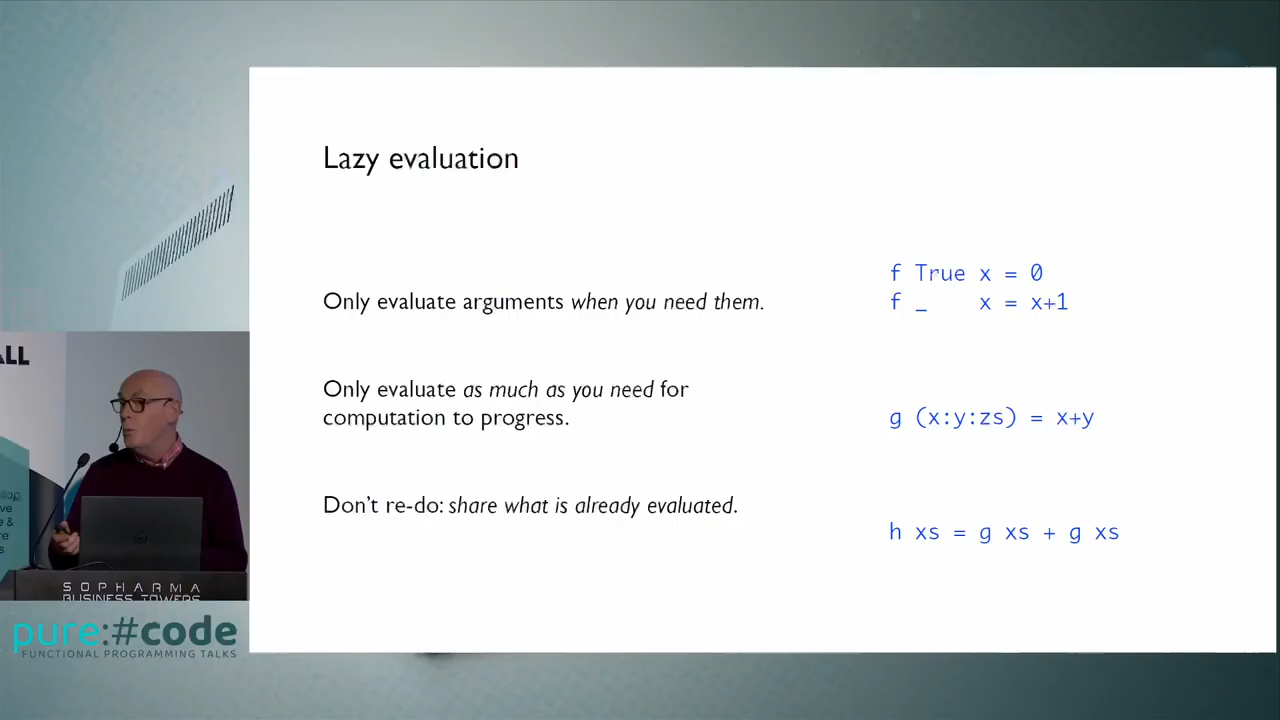 Lazy evaluation
Only evaluate arguments when you need them.
f True x = 0
f _    x = x+1
Only evaluate as much as you need for
computation to progress.
g (x:y:zs) = x+y
Don't re-do: share what is already evaluated.
h xs = g xs + g xs
ALL
SOPHARMA
BUSINESS TOWERS
pure:#code
FUNCTIONAL PROGRAMMING TALKS